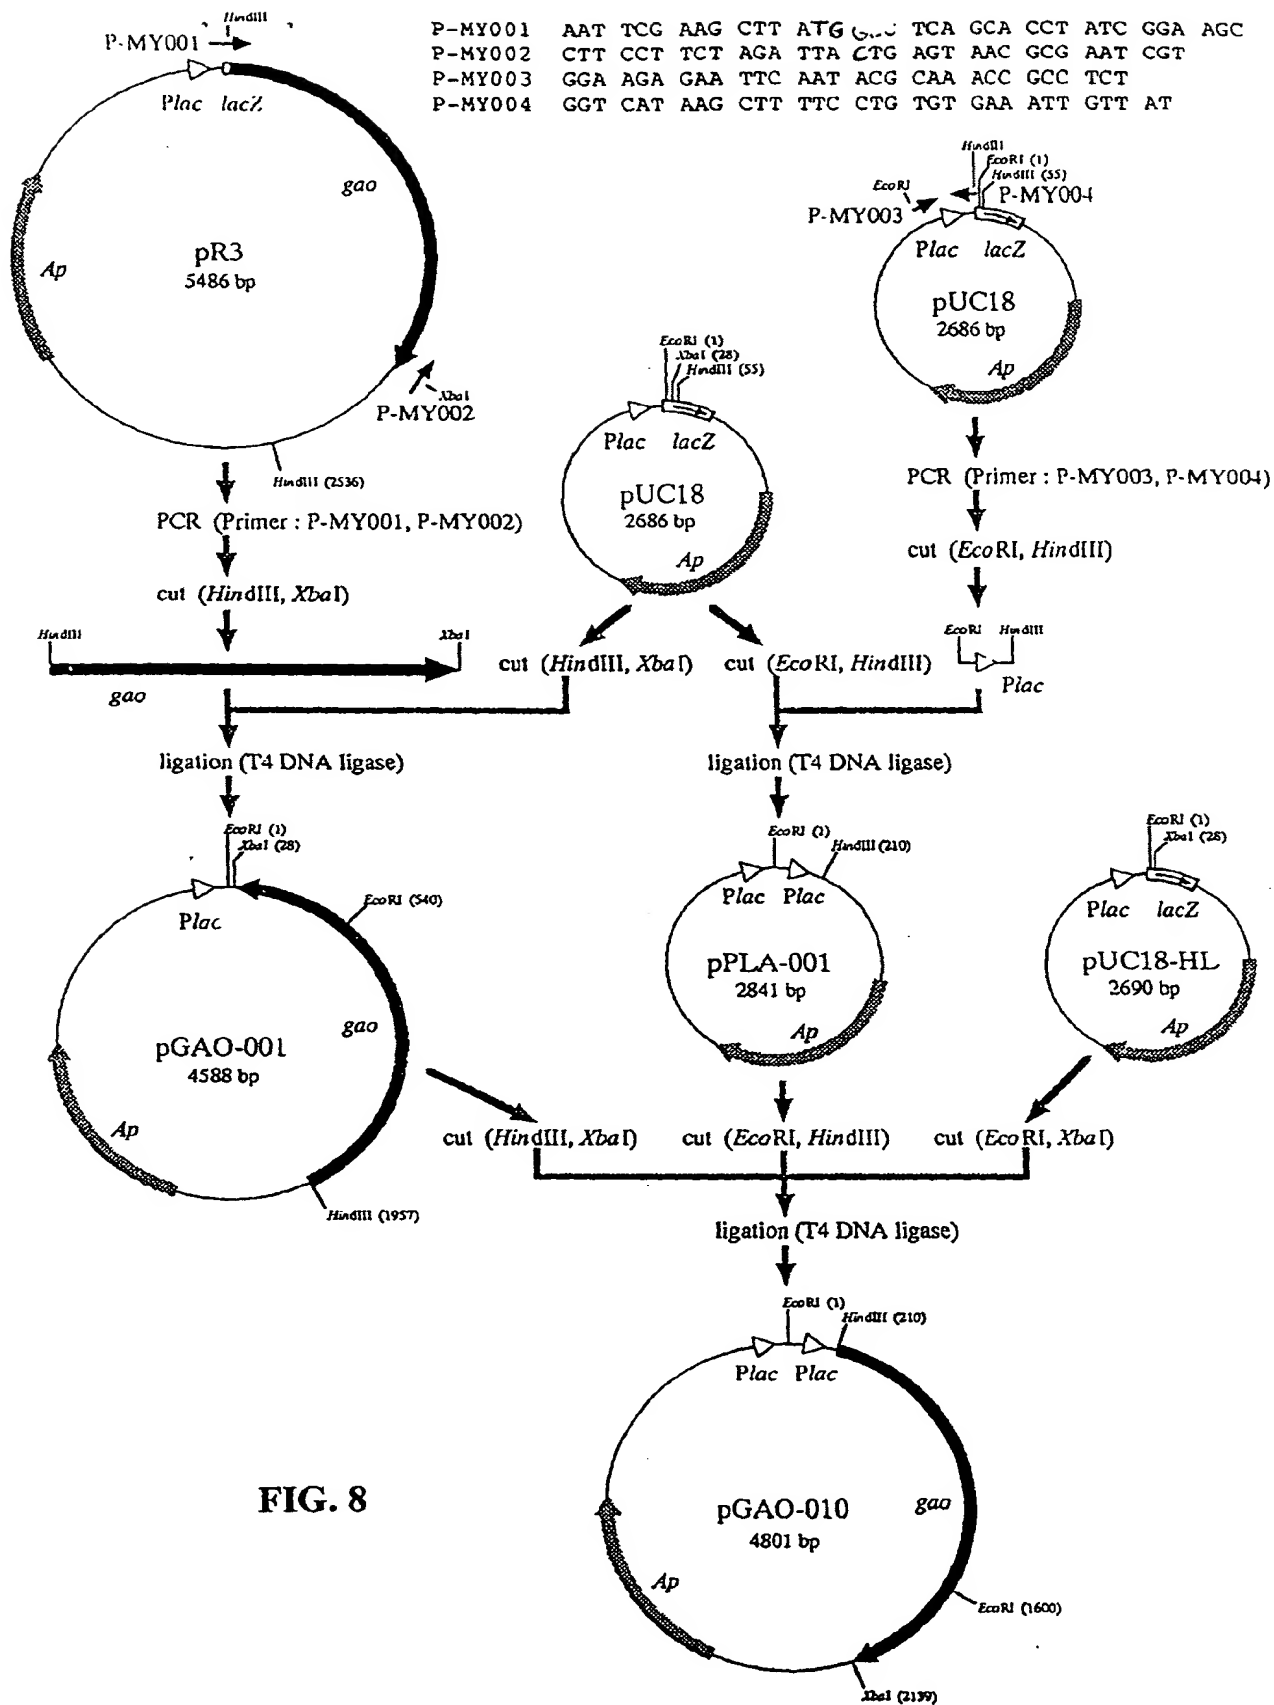 HindIII
P-MY001
Plac lacZ
gao
Ap
pR3
5486 bp
XbaI
P-MY002
HindIII (2536)
P-MY001 AAT TCG AAG CTT ATG TCA GCA CCT ATC GGA AGC
P-MY002 CTT CCT TCT AGA TTA CTG AGT AAC GCG AAT CGT
P-MY003 GGA AGA GAA TTC AAT ACG CAA ACC GCC TCT
P-MY004 GGT CAT AAG CTT TTC CTG TGT GAA ATT GTT AT
HindIII
EcoRI (1)
HindIII (55)
EcoRI
P-MY003
P-MY004
Plac lacZ
pUC18
2686 bp
Ap
EcoRI (1)
XbaI (28)
HindIII (55)
Plac lacZ
pUC18
2686 bp
Ap
PCR (Primer : P-MY001, P-MY002)
cut (HindIII, XbaI)
PCR (Primer : P-MY003, P-MY004)
cut (EcoRI, HindIII)
HindIII
XbaI
gao
cut (HindIII, XbaI)
cut (EcoRI, HindIII)
EcoRI HindIII
Plac
ligation (T4 DNA ligase)
ligation (T4 DNA ligase)
EcoRI (1)
XbaI (28)
EcoRI (540)
Plac
pGAO-001
4588 bp
gao
Ap
HindIII (1957)
EcoRI (1)
HindIII (210)
Plac Plac
pPLA-001
2841 bp
Ap
EcoRI (1)
XbaI (28)
Plac lacZ
pUC18-HL
2690 bp
Ap
cut (HindIII, XbaI)
cut (EcoRI, HindIII)
cut (EcoRI, XbaI)
ligation (T4 DNA ligase)
EcoRI (1)
HindIII (210)
Plac Plac
pGAO-010
4801 bp
gao
Ap
EcoRI (1600)
XbaI (2139)
FIG. 8